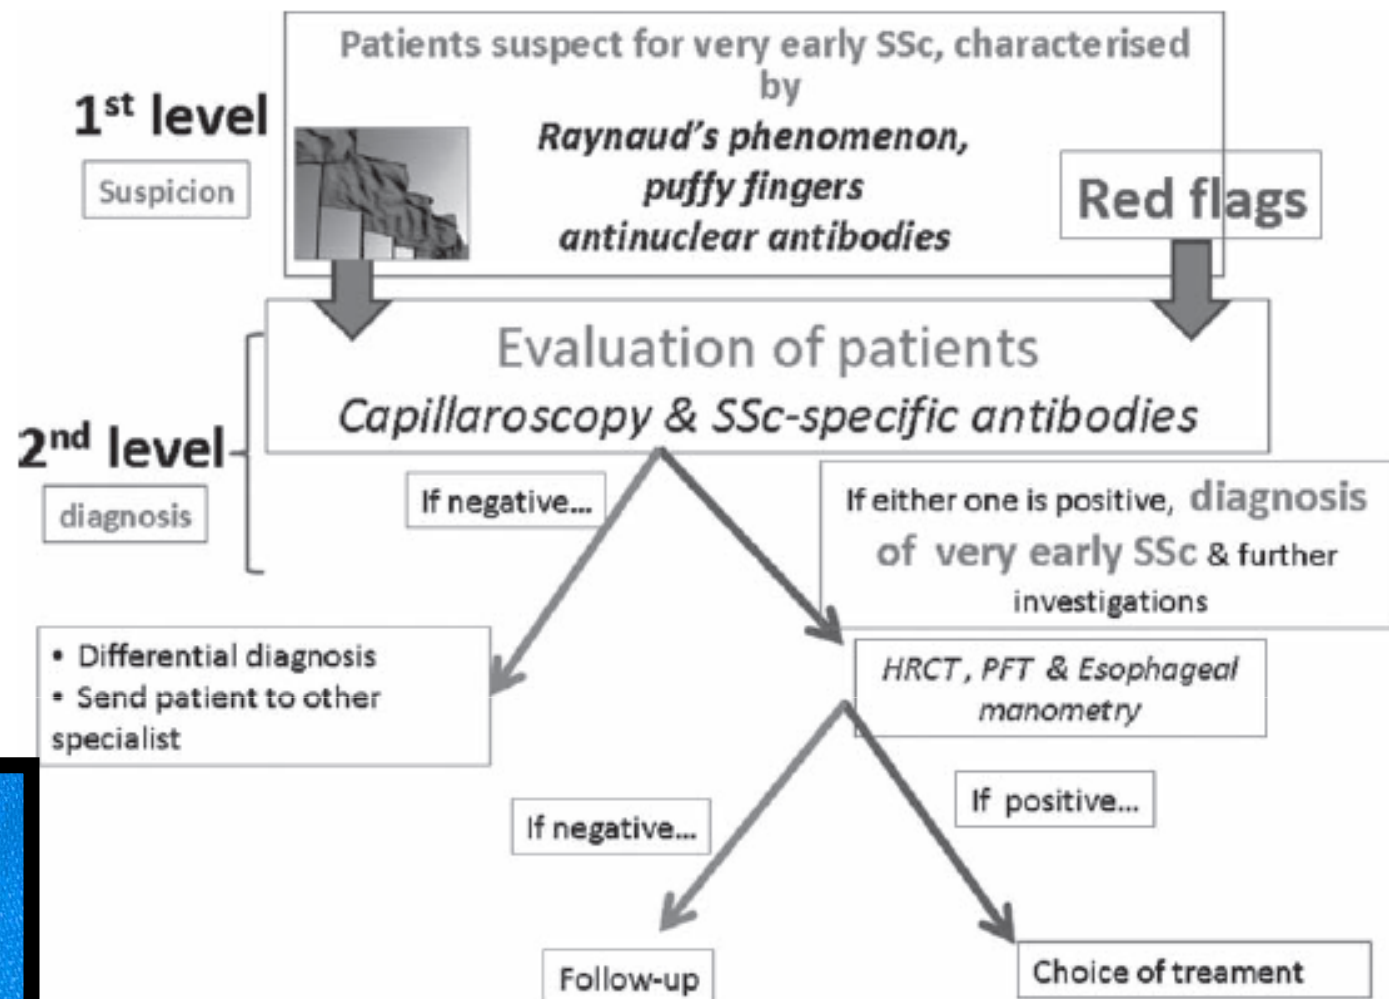 Patients suspect for very early SSc, characterised
by
1st level
Raynaud's phenomenon,
puffy fingers
antinuclear antibodies
Suspicion
Red flags
Evaluation of patients
Capillaroscopy & SSc-specific antibodies
2nd level
diagnosis
If negative...
If either one is positive, diagnosis
of very early SSc & further
investigations
• Differential diagnosis
• Send patient to other
specialist
HRCT, PFT & Esophageal
manometry
If negative...
If positive...
Follow-up
Choice of treament